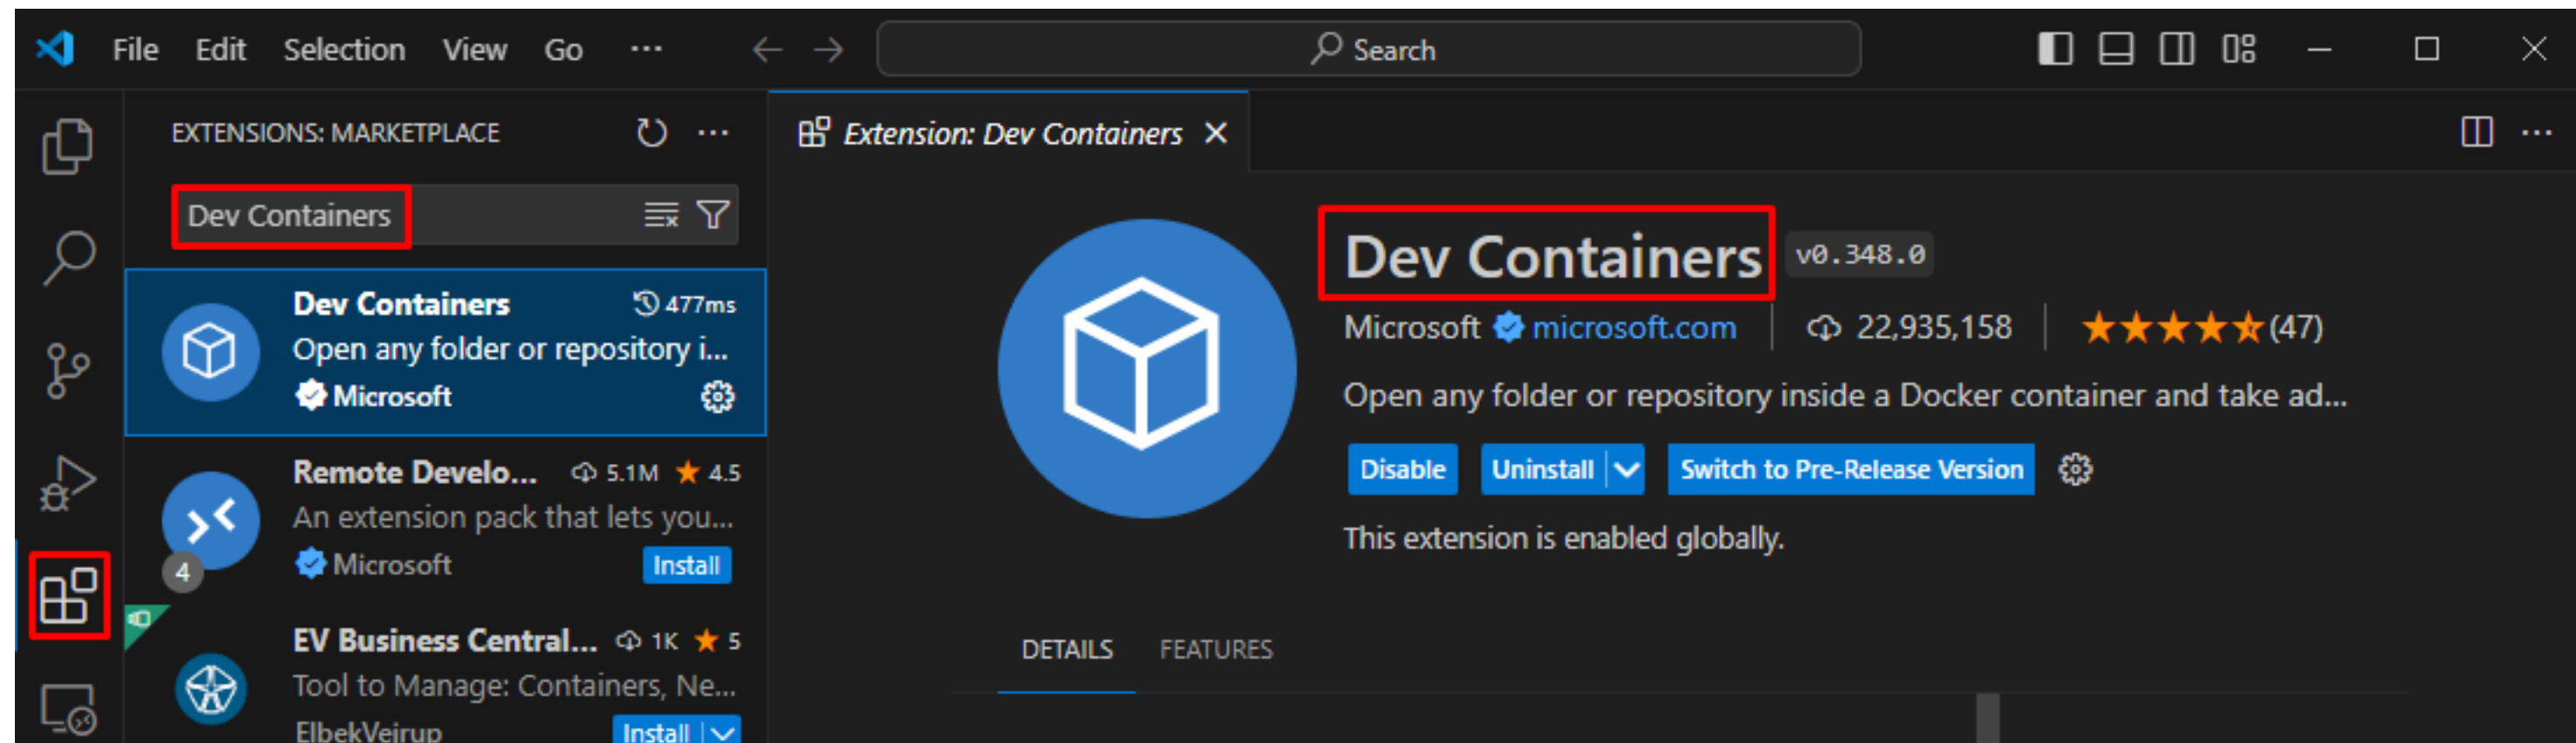 File Edit Selection View Go ··· Search
EXTENSIONS: MARKETPLACE ···
Dev Containers
Dev Containers 477ms
Open any folder or repository i...
Microsoft
Remote Develo... 5.1M ★ 4.5
An extension pack that lets you...
4 Microsoft Install
EV Business Central... 1K ★ 5
Tool to Manage: Containers, Ne...
ElbekVejrup Install
Extension: Dev Containers
Dev Containers v0.348.0
Microsoft microsoft.com | 22,935,158 | ★★★★★(47)
Open any folder or repository inside a Docker container and take ad...
Disable Uninstall Switch to Pre-Release Version
This extension is enabled globally.
DETAILS FEATURES